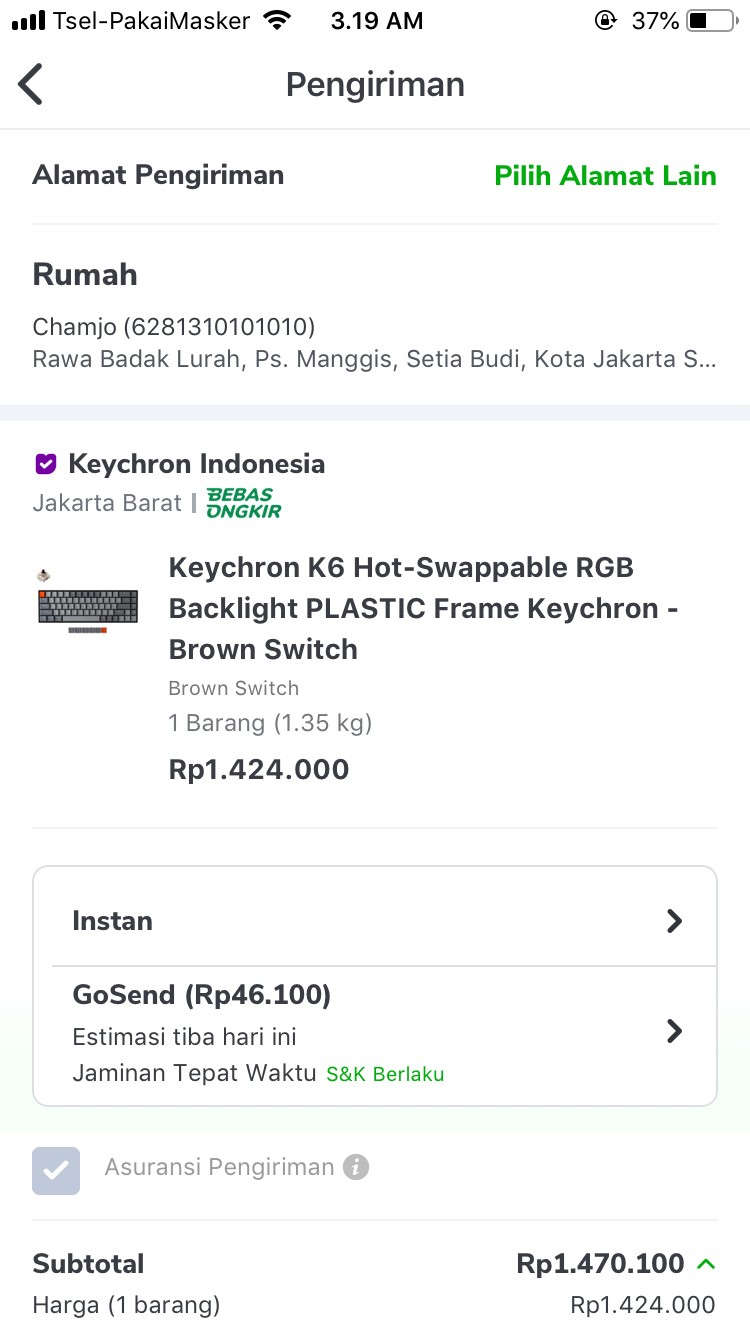 Tsel-PakaiMasker 3.19 AM 37%
Pengiriman
Alamat Pengiriman Pilih Alamat Lain
Rumah
Chamjo (6281310101010)
Rawa Badak Lurah, Ps. Manggis, Setia Budi, Kota Jakarta S...
Keychron Indonesia
Jakarta Barat | BEBAS ONGKIR
Keychron K6 Hot-Swappable RGB
Backlight PLASTIC Frame Keychron -
Brown Switch
Brown Switch
1 Barang (1.35 kg)
Rp1.424.000
Instan
GoSend (Rp46.100)
Estimasi tiba hari ini
Jaminan Tepat Waktu S&K Berlaku
Asuransi Pengiriman
Subtotal Rp1.470.100
Harga (1 barang) Rp1.424.000